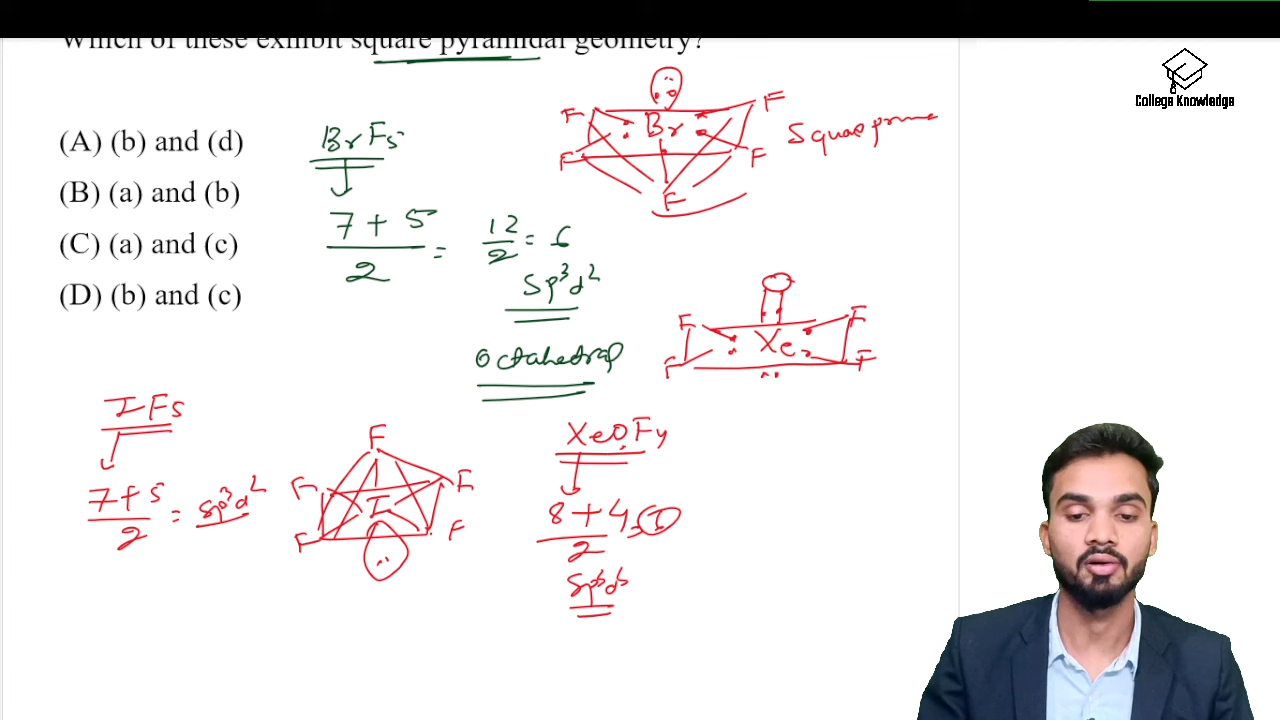 Which of these exhibit square pyramidal geometry?
College Knowledge
(A) (b) and (d)
(B) (a) and (b)
(C) (a) and (c)
(D) (b) and (c)
BrF5
7 + 5
2
=
12
2
= 6
sp³d²
Octahedral
F F
Br
F F
F
Squae
F F
Xe
F F
IF5
7+5
2
= sp³d²
F
F F
I
F F
XeOF4
8 + 4
2